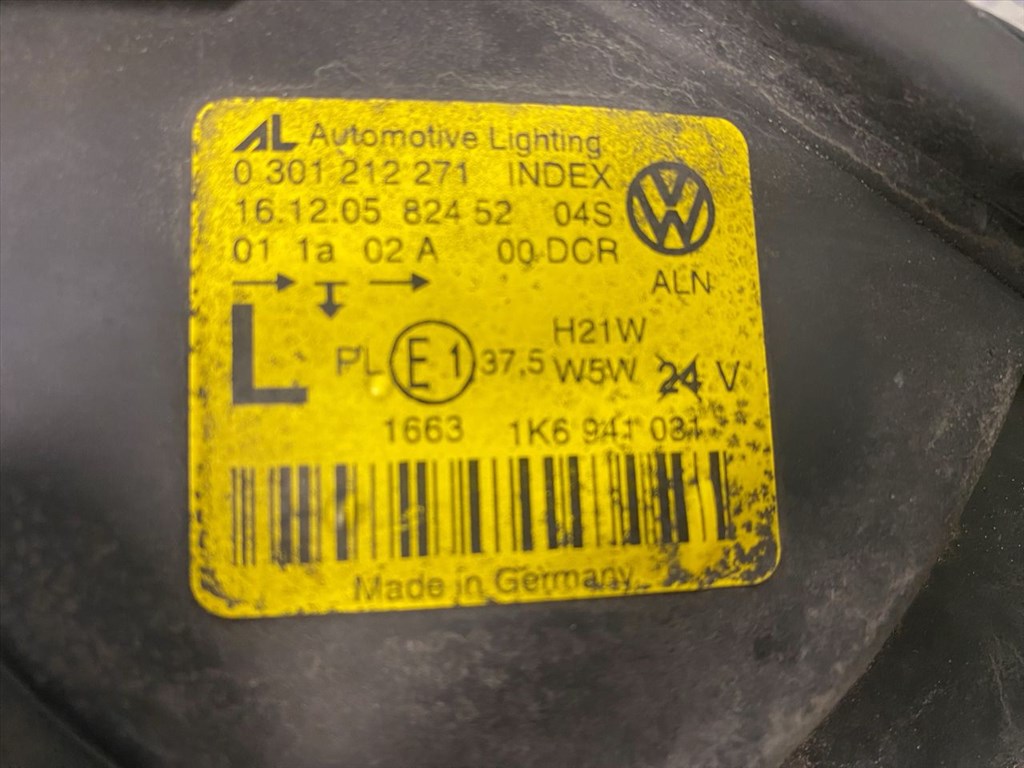 AL Automotive Lighting
0 301 212 271 INDEX
16.12.05 824 52 04S
01 1a 02 A 00 DCR
VW
ALN
L
PL E1 37,5 H21W
W5W 24 V
1663 1K6 941 031
Made in Germany